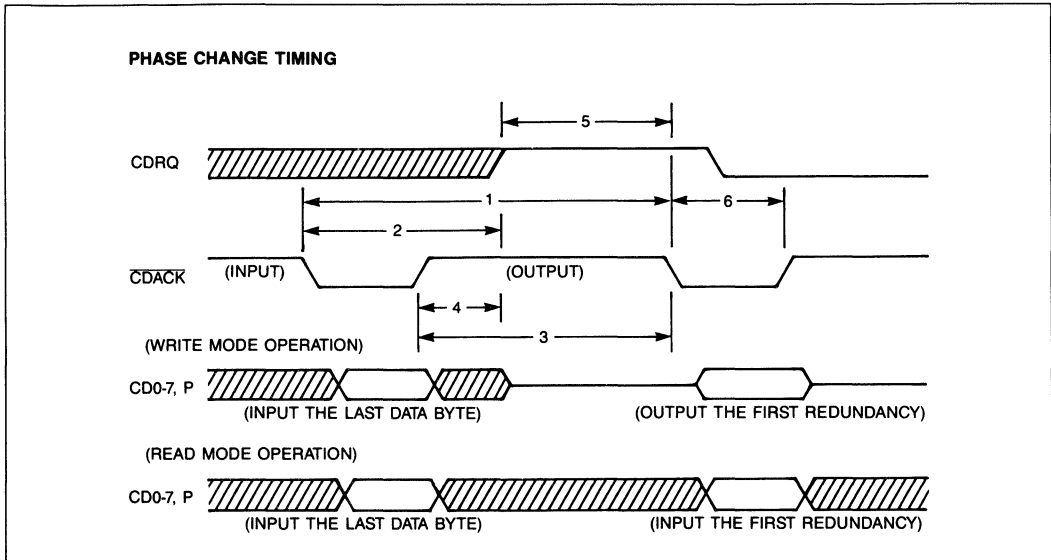 PHASE CHANGE TIMING
5
CDRQ
1
6
2
CDACK
(INPUT)
(OUTPUT)
4
3
(WRITE MODE OPERATION)
CD0-7, P
(INPUT THE LAST DATA BYTE)
(OUTPUT THE FIRST REDUNDANCY)
(READ MODE OPERATION)
CD0-7, P
(INPUT THE LAST DATA BYTE)
(INPUT THE FIRST REDUNDANCY)